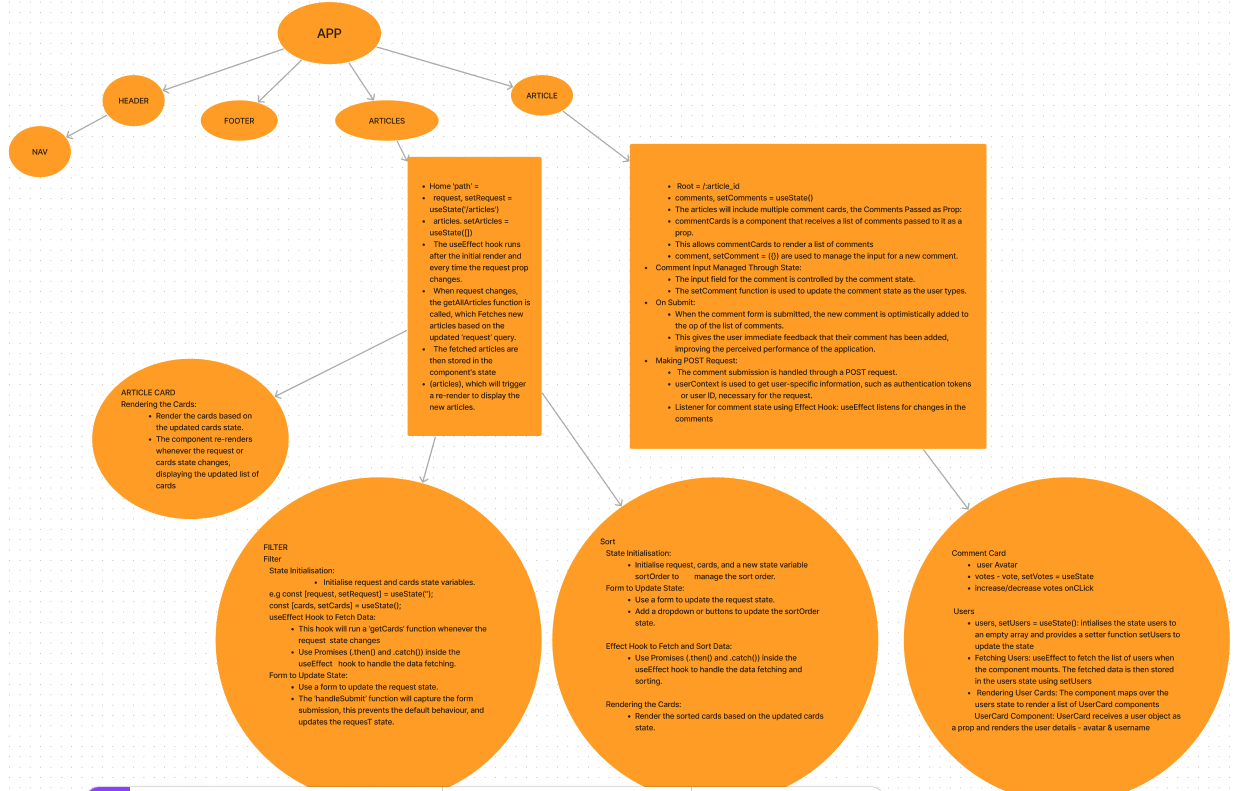 APP
HEADER
FOOTER
ARTICLES
ARTICLE
NAV
• Home 'path' =
• request, setRequest =
useState('/articles')
• articles. setArticles =
useState([])
• The useEffect hook runs
after the initial render and
every time the request prop
changes.
• When request changes,
the getAllArticles function is
called, which Fetches new
articles based on the
updated 'request' query.
• The fetched articles are
then stored in the
component's state
• (articles), which will trigger
a re-render to display the
new articles.
• Root = /:article_id
• comments, setComments = useState()
• The articles will include multiple comment cards, the Comments Passed as Prop:
• commentCards is a component that receives a list of comments passed to it as a
prop.
• This allows commentCards to render a list of comments
• comment, setComment = ({}) are used to manage the input for a new comment.
• Comment Input Managed Through State:
• The input field for the comment is controlled by the comment state.
• The setComment function is used to update the comment state as the user types.
• On Submit:
• When the comment form is submitted, the new comment is optimistically added to
the op of the list of comments.
• This gives the user immediate feedback that their comment has been added,
improving the perceived performance of the application.
• Making POST Request:
• The comment submission is handled through a POST request.
• userContext is used to get user-specific information, such as authentication tokens
or user ID, necessary for the request.
• Listener for comment state using Effect Hook: useEffect listens for changes in the
comments
ARTICLE CARD
Rendering the Cards:
• Render the cards based on
the updated cards state.
• The component re-renders
whenever the request or
cards state changes,
displaying the updated list of
cards
FILTER
Filter
State Initialisation:
• Initialise request and cards state variables.
e.g const [request, setRequest] = useState('');
const [cards, setCards] = useState();
useEffect Hook to Fetch Data:
• This hook will run a 'getCards' function whenever the
request state changes
• Use Promises (.then() and .catch()) inside the
useEffect hook to handle the data fetching.
Form to Update State:
• Use a form to update the request state.
• The 'handleSubmit' function will capture the form
submission, this prevents the default behaviour, and
updates the requesT state.
Sort
State Initialisation:
• Initialise request, cards, and a new state variable
sortOrder to manage the sort order.
Form to Update State:
• Use a form to update the request state.
• Add a dropdown or buttons to update the sortOrder
state.
Effect Hook to Fetch and Sort Data:
• Use Promises (.then() and .catch()) inside the
useEffect hook to handle the data fetching and
sorting.
Rendering the Cards:
• Render the sorted cards based on the updated cards
state.
Comment Card
• user Avatar
• votes - vote, setVotes = useState
• increase/decrease votes onCLick
Users
• users, setUsers = useState(): intialises the state users to
an empty array and provides a setter function setUsers to
update the state
• Fetching Users: useEffect to fetch the list of users when
the component mounts. The fetched data is then stored
in the users state using setUsers
• Rendering User Cards: The component maps over the
users state to render a list of UserCard components
UserCard Component: UserCard receives a user object as
a prop and renders the user details - avatar & username